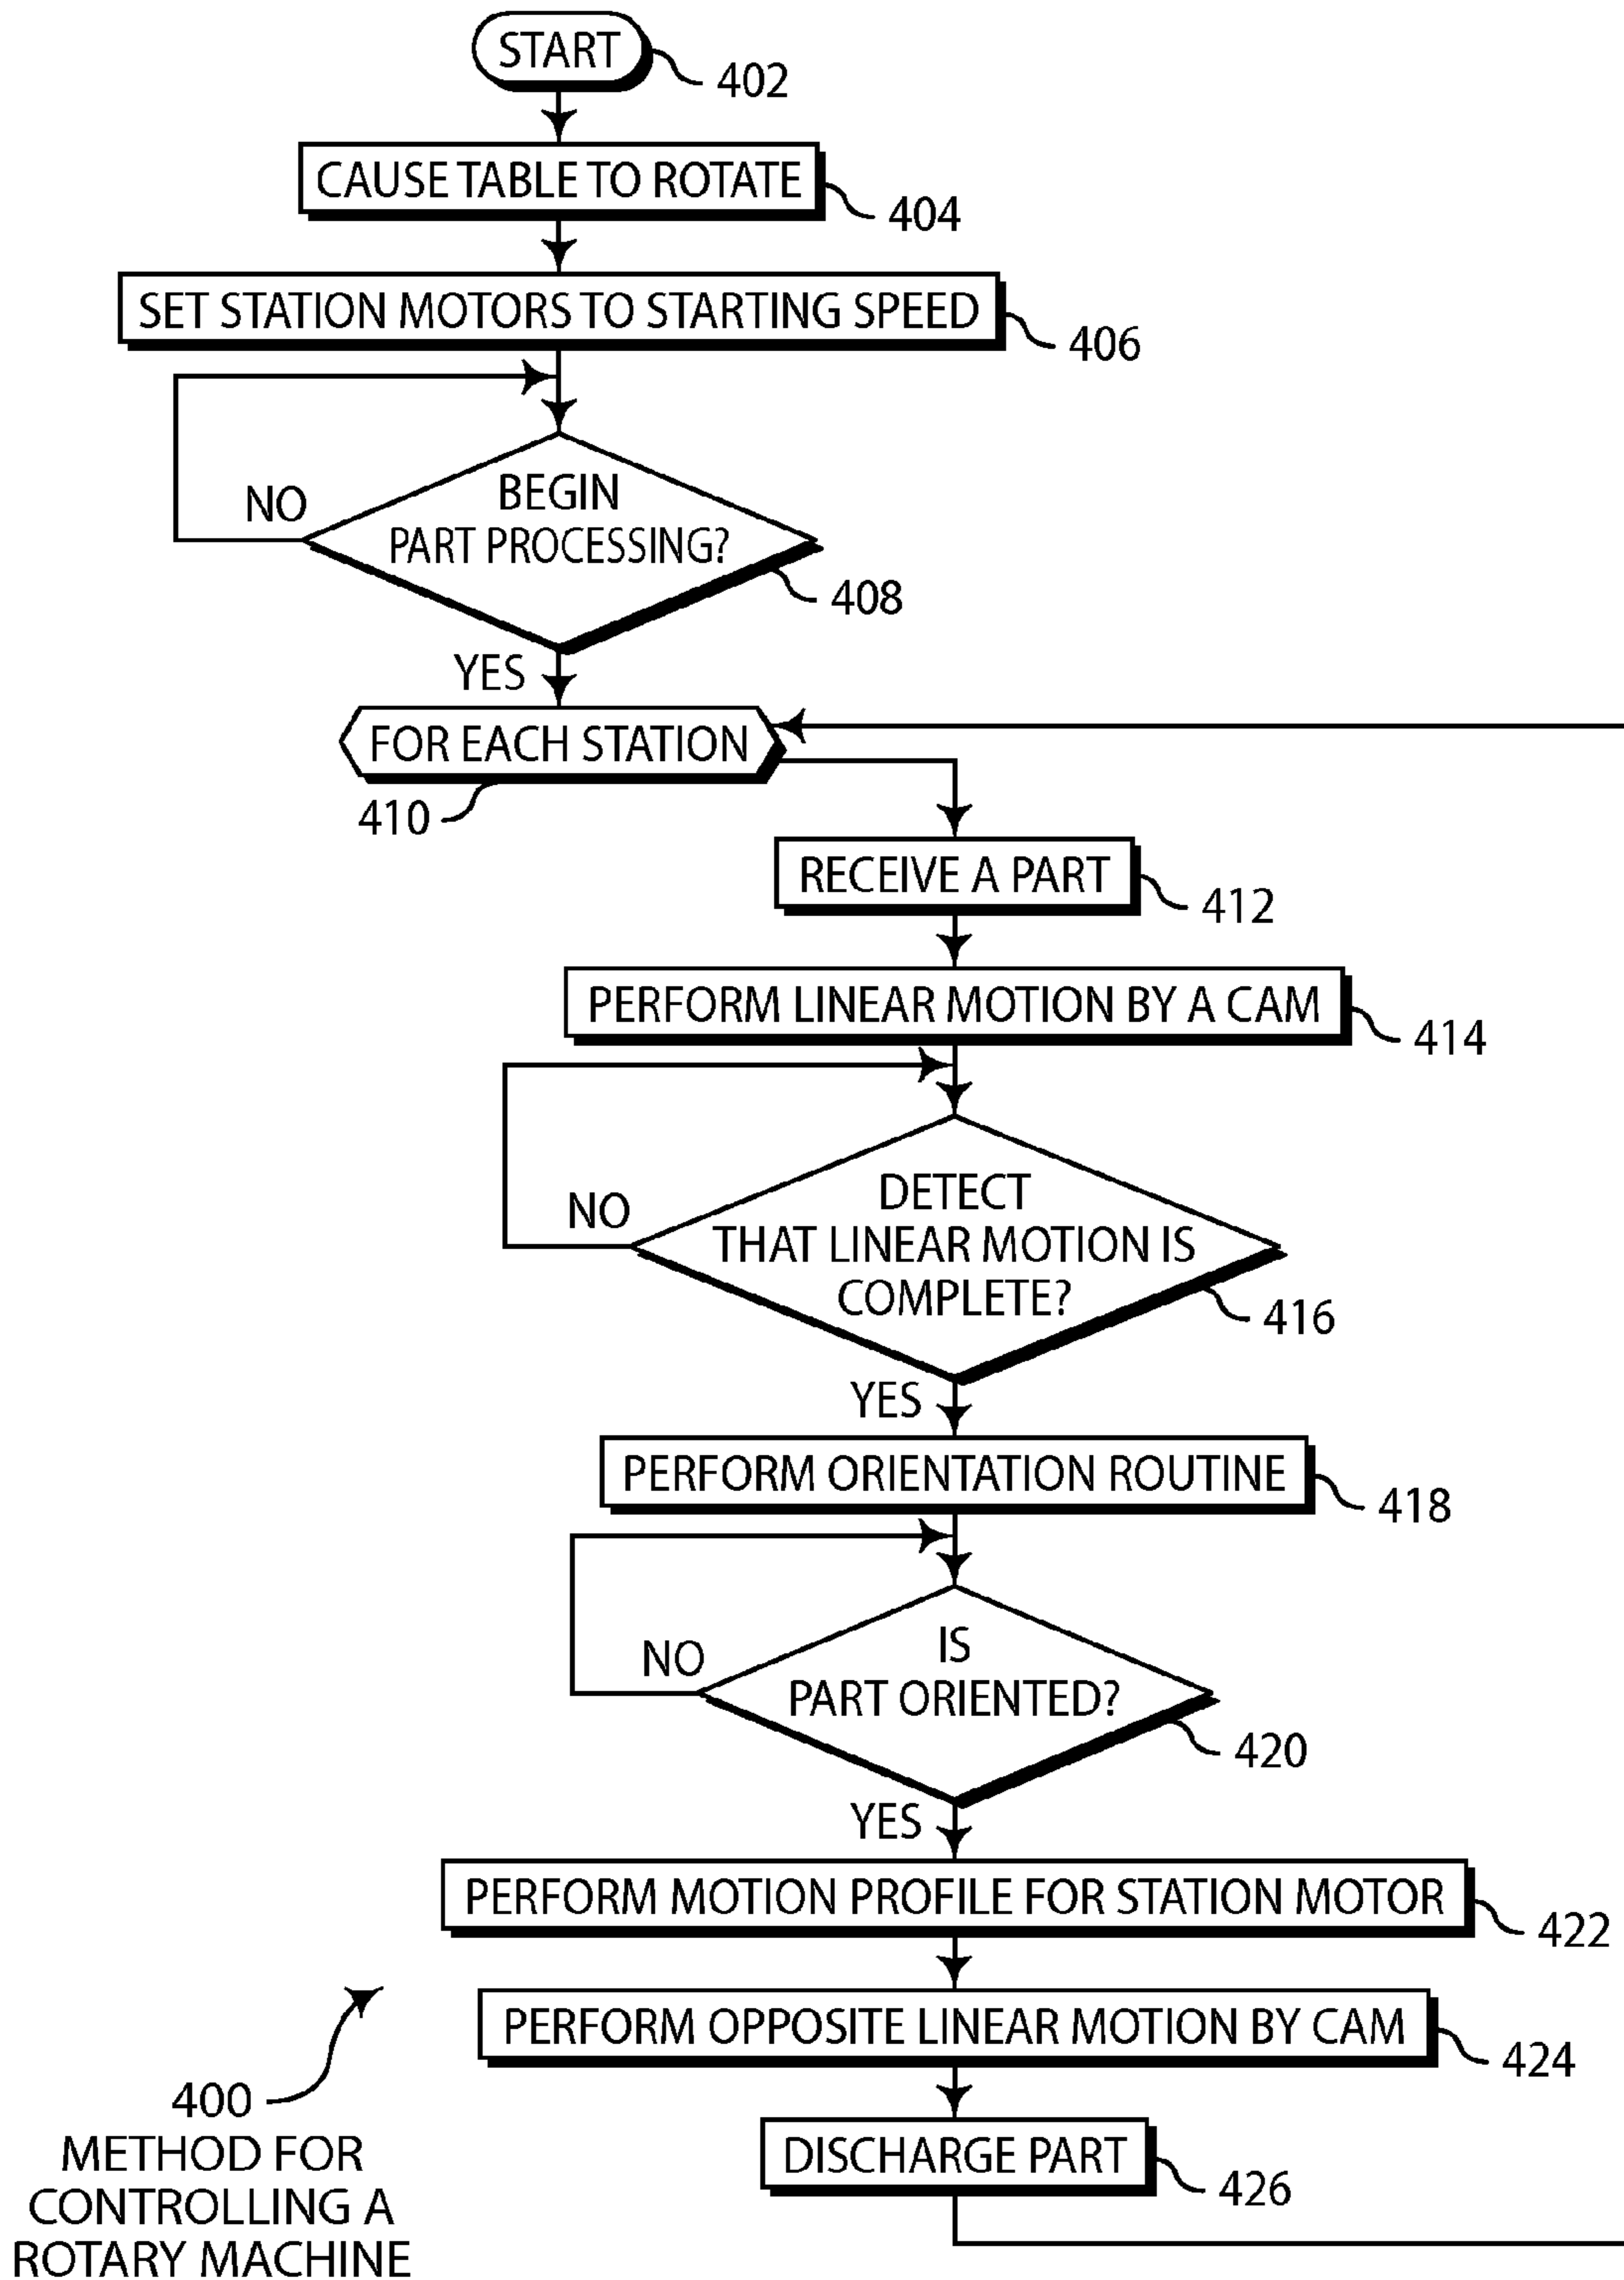 START
402
CAUSE TABLE TO ROTATE
404
SET STATION MOTORS TO STARTING SPEED
406
NO
BEGIN
PART PROCESSING?
408
YES
FOR EACH STATION
410
RECEIVE A PART
412
PERFORM LINEAR MOTION BY A CAM
414
NO
DETECT
THAT LINEAR MOTION IS
COMPLETE?
416
YES
PERFORM ORIENTATION ROUTINE
418
NO
IS
PART ORIENTED?
420
YES
PERFORM MOTION PROFILE FOR STATION MOTOR
422
PERFORM OPPOSITE LINEAR MOTION BY CAM
424
DISCHARGE PART
426
400
METHOD FOR
CONTROLLING A
ROTARY MACHINE